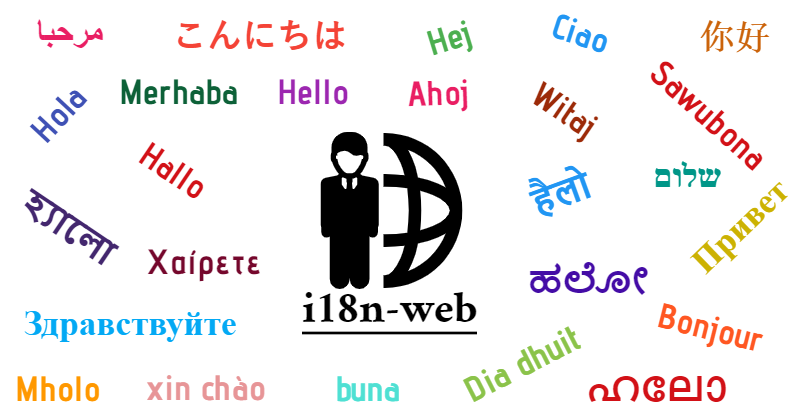 مرحبا
こんにちは
Hej
Ciao
你好
Hola
Merhaba
Hello
Ahoj
Witaj
Sawubona
Hallo
हैलो
שלום
হ্যালো
Χαίρετε
Привет
ಹಲೋ
i18n-web
Здравствуйте
Bonjour
Mholo
xin chào
buna
Dia dhuit
ഹലോ